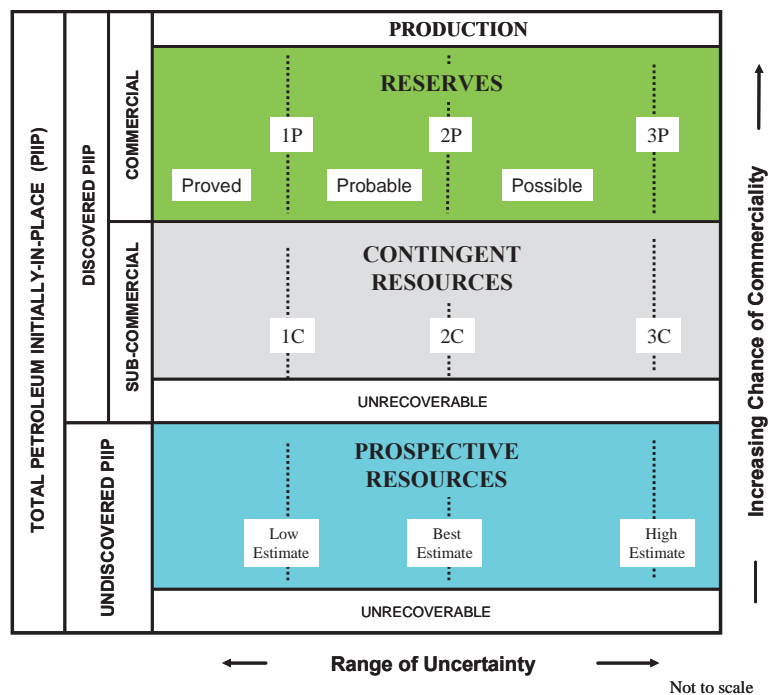 TOTAL PETROLEUM INITIALLY-IN-PLACE (PIIP)
DISCOVERED PIIP
UNDISCOVERED PIIP
COMMERCIAL
SUB-COMMERCIAL
PRODUCTION
RESERVES
1P
2P
3P
Proved
Probable
Possible
CONTINGENT
RESOURCES
1C
2C
3C
UNRECOVERABLE
PROSPECTIVE
RESOURCES
Low
Estimate
Best
Estimate
High
Estimate
UNRECOVERABLE
Increasing Chance of Commerciality
Range of Uncertainty
Not to scale